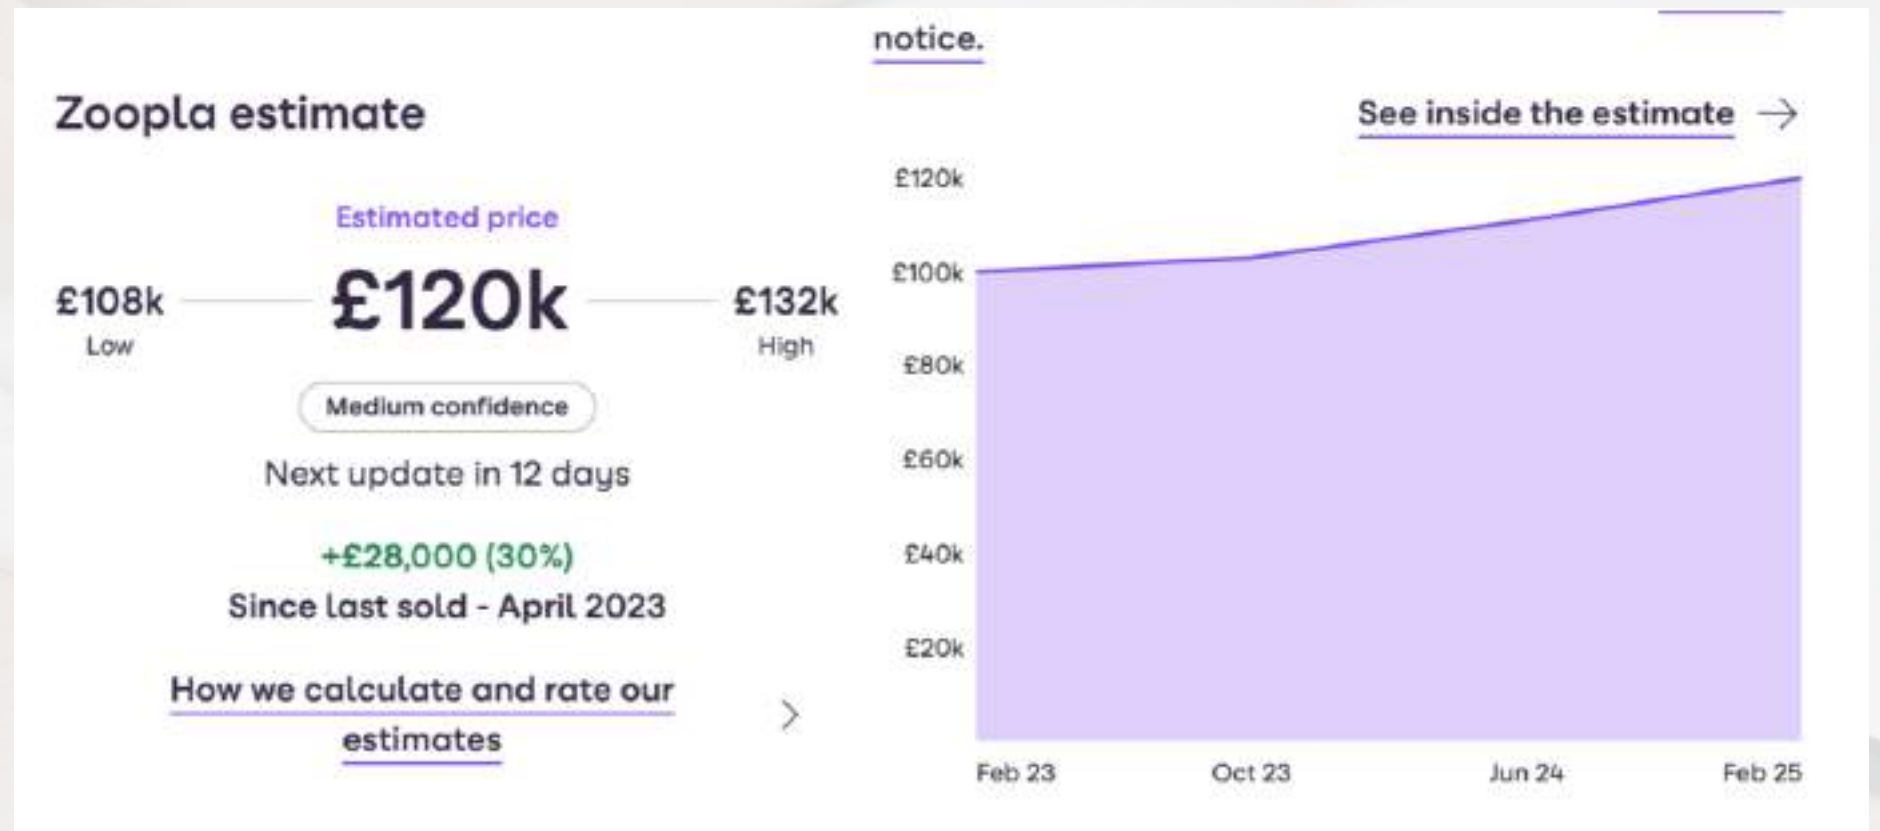 notice.
Zoopla estimate
See inside the estimate
Estimated price
£108k
£120k
£132k
Low
High
Medium confidence
Next update in 12 days
+£28,000 (30%)
Since last sold - April 2023
How we calculate and rate our
estimates
£120k
£100k
£80k
£60k
£40k
£20k
Feb 23
Oct 23
Jun 24
Feb 25